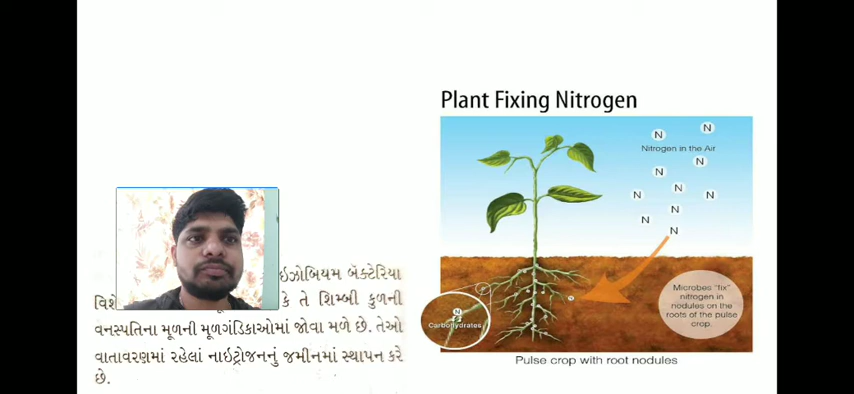 Plant Fixing Nitrogen
N
N
Nitrogen in the Air
N
N
N
N
N
N
N
N
Microbes "fix"
nitrogen in
nodules on the
roots of the pulse
crop.
N
N
Carbohydrates
Pulse crop with root nodules
બૅક્ટેરિયા
કે તે શિમ્બી કુળની
વનસ્પતિના મૂળની મૂળગંડિકાઓમાં જોવા મળે છે. તેઓ
વાતાવરણમાં રહેલાં નાઇટ્રોજનનું જમીનમાં સ્થાપન કરે
છે.